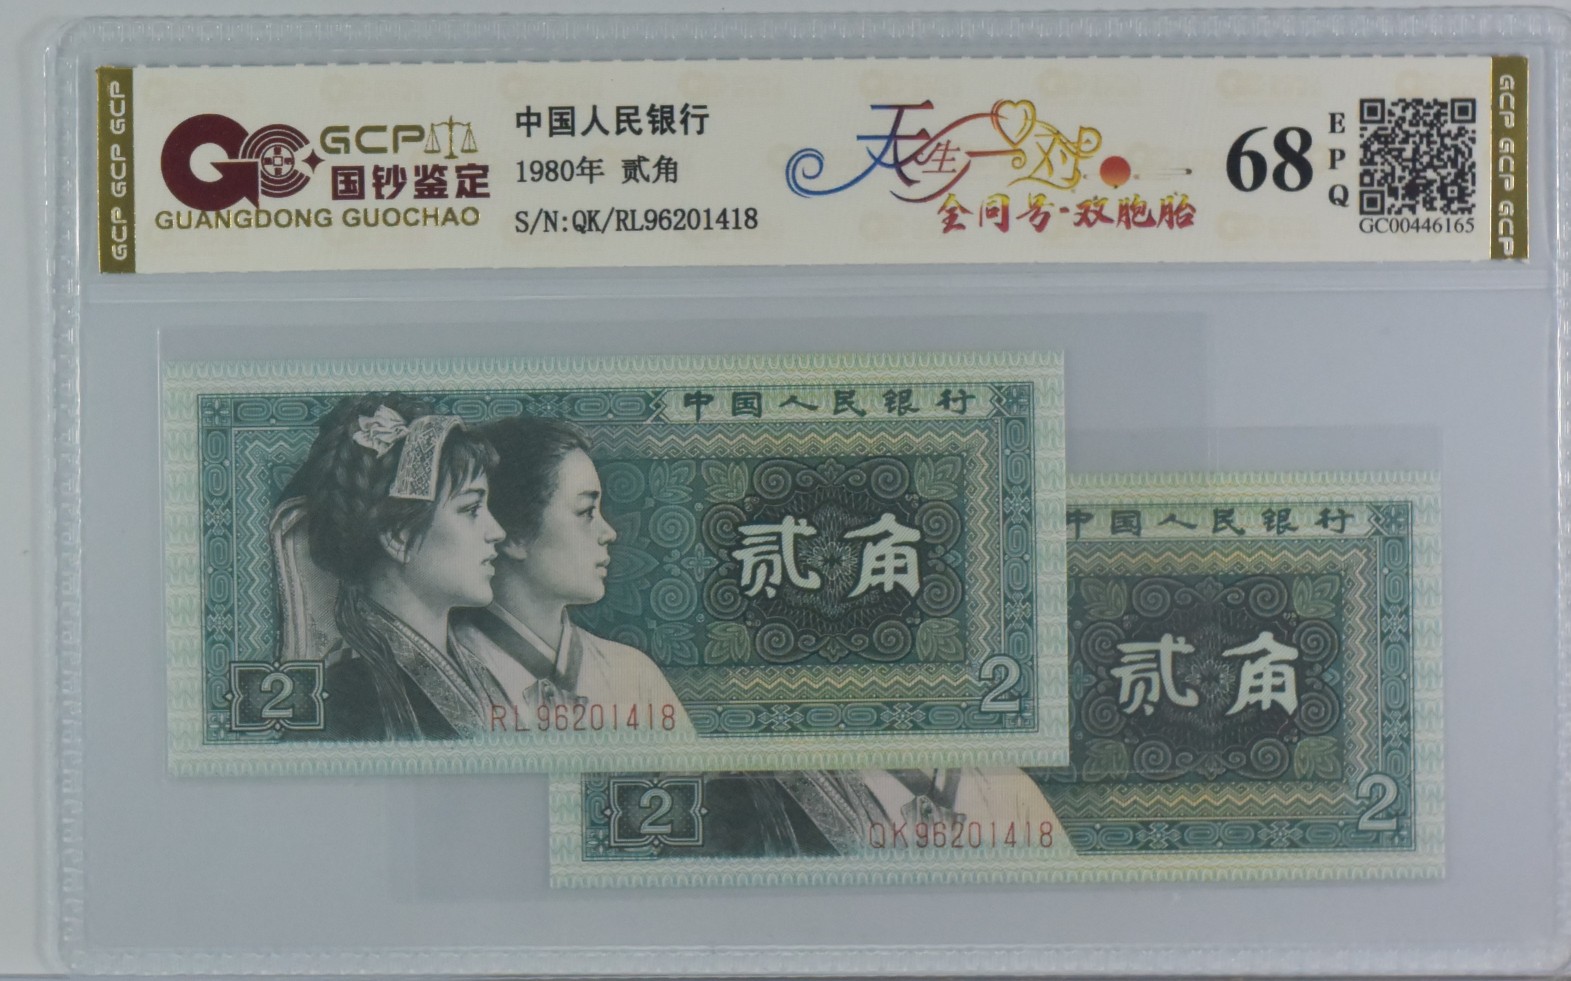 GCP GCP GCP
GCP
国钞鉴定
GUANGDONG GUOCHAO
中国人民银行
1980年 贰角
S/N:QK/RL96201418
天生一对
全同号·双胞胎
68
EPQ
GC00446165
GCP GCP GCP
中国人民银行
贰角
2
2
RL96201418
中国人民银行
贰角
2
2
QK96201418